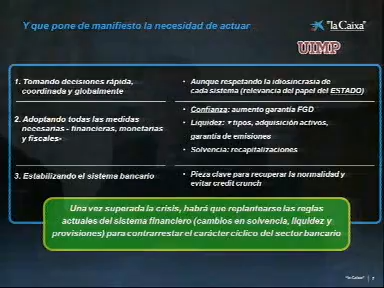 Y que pone de manifiesto la necesidad de actuar
"la Caixa"
UIMP
1. Tomando decisiones rápida,
coordinada y globalmente
• Aunque respetando la idiosincrasia de
cada sistema (relevancia del papel del ESTADO)
2. Adoptando todas las medidas
necesarias - financieras, monetarias
y fiscales-
• Confianza: aumento garantía FGD
• Liquidez: ▼tipos, adquisición activos,
garantía de emisiones
• Solvencia: recapitalizaciones
3. Estabilizando el sistema bancario
• Pieza clave para recuperar la normalidad y
evitar credit crunch
Una vez superada la crisis, habrá que replantearse las reglas
actuales del sistema financiero (cambios en solvencia, liquidez y
provisiones) para contrarrestar el carácter cíclico del sector bancario
"la Caixa" 7